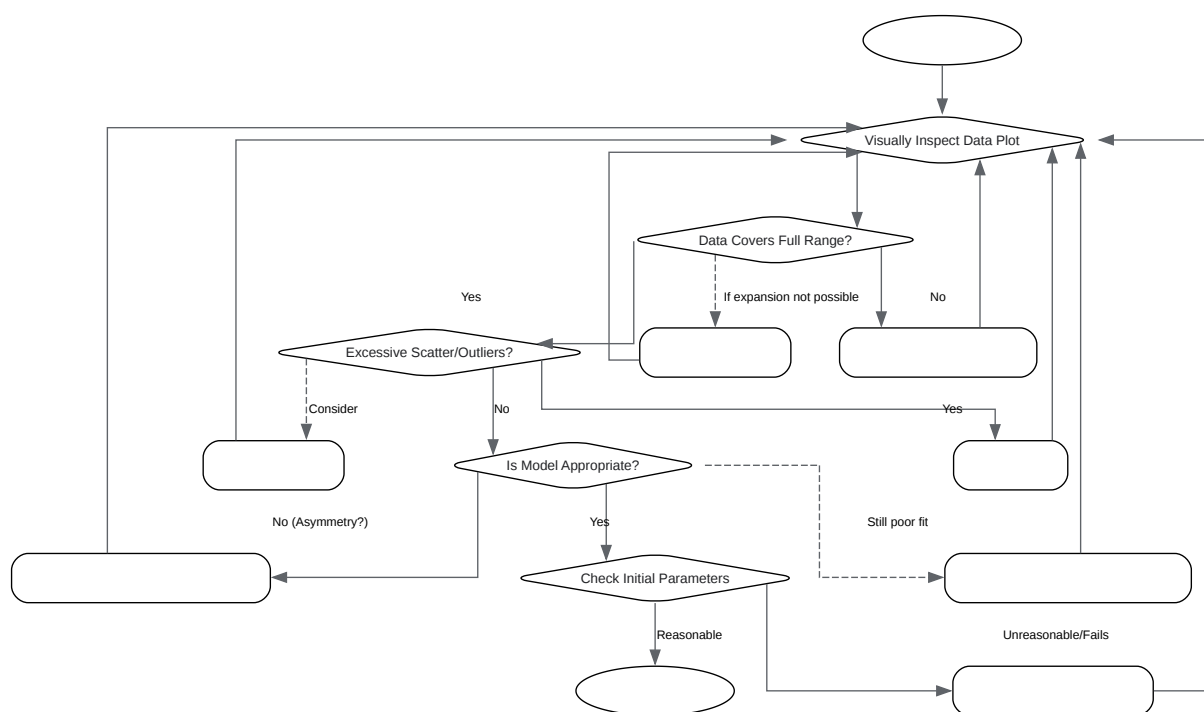 Visually Inspect Data Plot
Data Covers Full Range?
Yes
If expansion not possible
No
Excessive Scatter/Outliers?
Consider
No
Yes
Is Model Appropriate?
No (Asymmetry?)
Yes
Still poor fit
Check Initial Parameters
Reasonable
Unreasonable/Fails